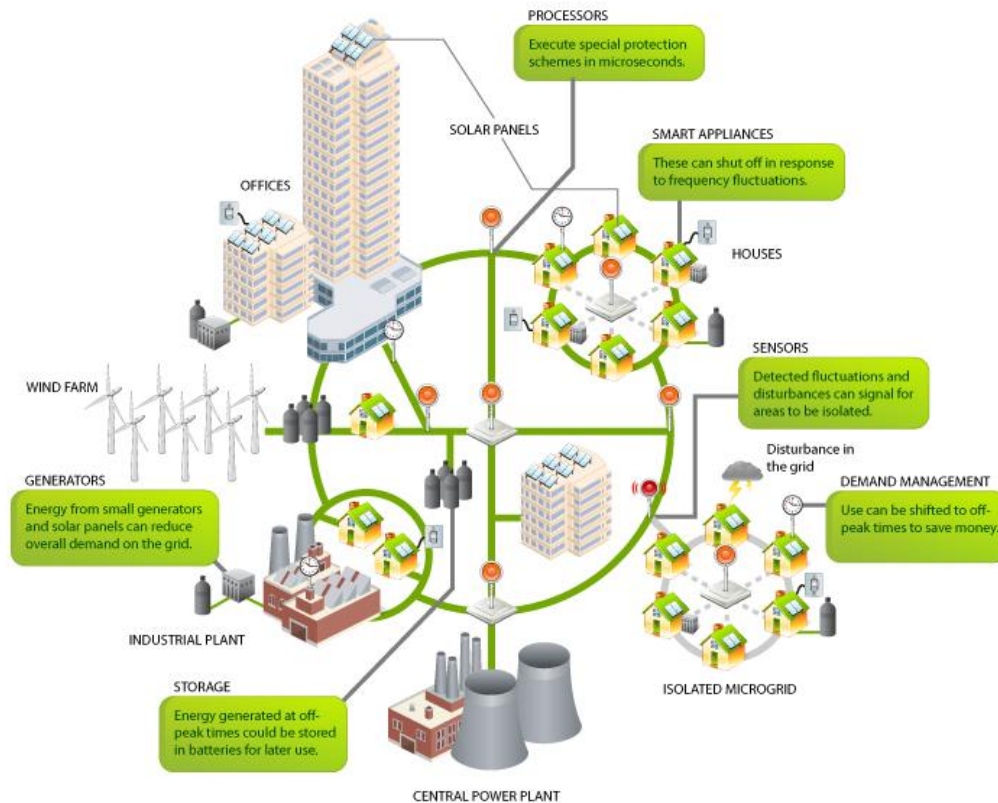 PROCESSORS
Execute special protection
schemes in microseconds.
SOLAR PANELS
SMART APPLIANCES
These can shut off in response
to frequency fluctuations.
OFFICES
HOUSES
SENSORS
Detected fluctuations and
disturbances can signal for
areas to be isolated.
WIND FARM
Disturbance in
the grid
GENERATORS
Energy from small generators
and solar panels can reduce
overall demand on the grid.
DEMAND MANAGEMENT
Use can be shifted to off-
peak times to save money.
INDUSTRIAL PLANT
ISOLATED MICROGRID
STORAGE
Energy generated at off-
peak times could be stored
in batteries for later use.
CENTRAL POWER PLANT